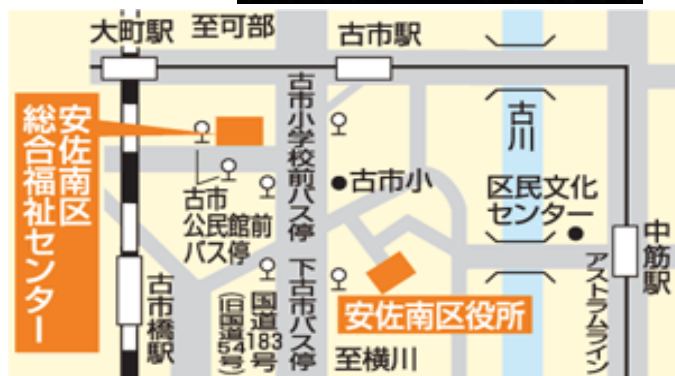 大町駅
至可部
古市駅
安佐南区
総合福祉センター
古市小学校前バス停
古川
古市
公民館前
バス停
古市小
区民文化
センター
中筋駅
アストラムライン
古市橋駅
国道183号
(旧国道54号)
下古市バス停
安佐南区役所
至横川